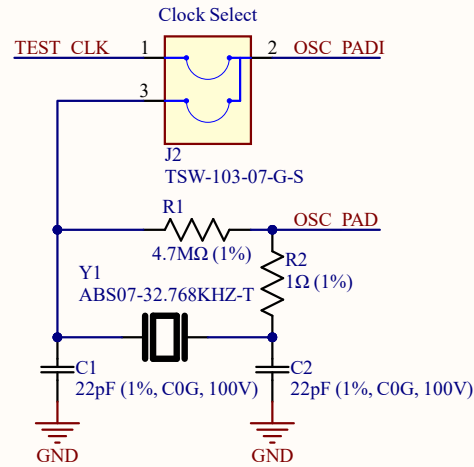 Clock Select
TEST_CLK 1 2 OSC_PADI
3
J2
TSW-103-07-G-S
R1 OSC_PAD
4.7MΩ (1%)
R2
1Ω (1%)
Y1
ABS07-32.768KHZ-T
C1 C2
22pF (1%, C0G, 100V) 22pF (1%, C0G, 100V)
GND GND